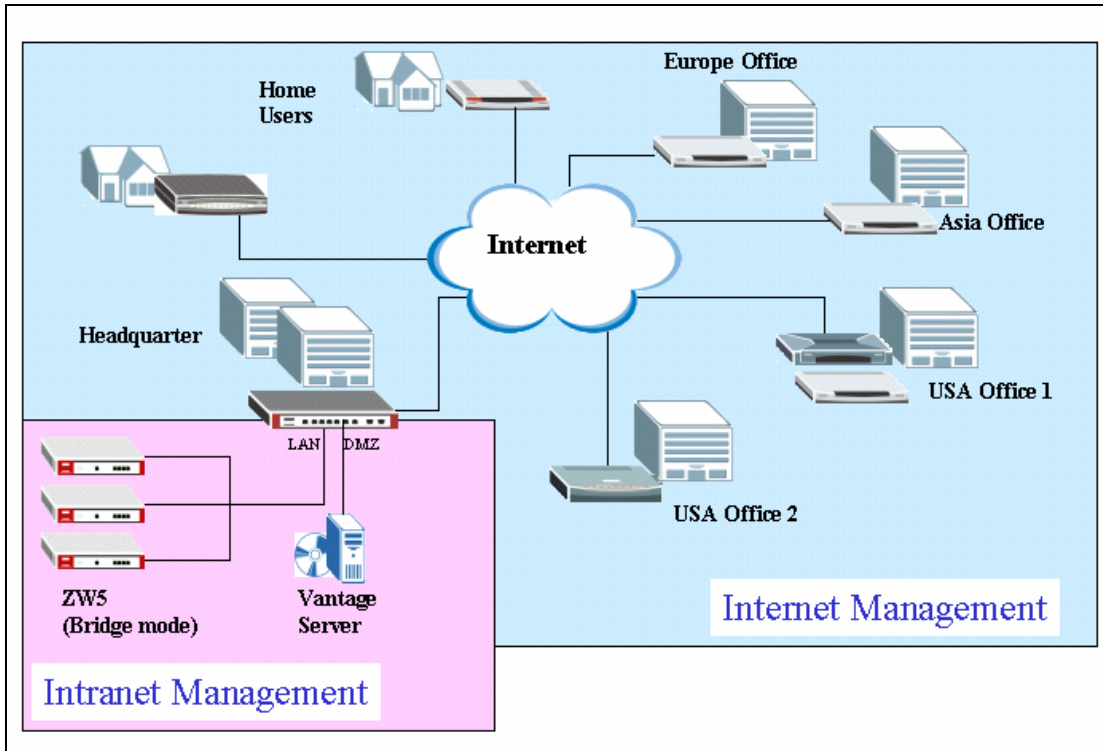 Europe Office
Home
Users
Asia Office
Internet
Headquarter
USA Office 1
LAN
DMZ
USA Office 2
ZW5
(Bridge mode)
Vantage
Server
Internet Management
Intranet Management